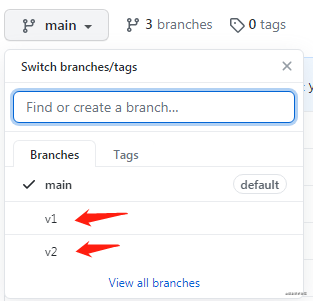 main 3 branches 0 tags
Switch branches/tags
Find or create a branch...
Branches Tags
main default
v1
v2
View all branches